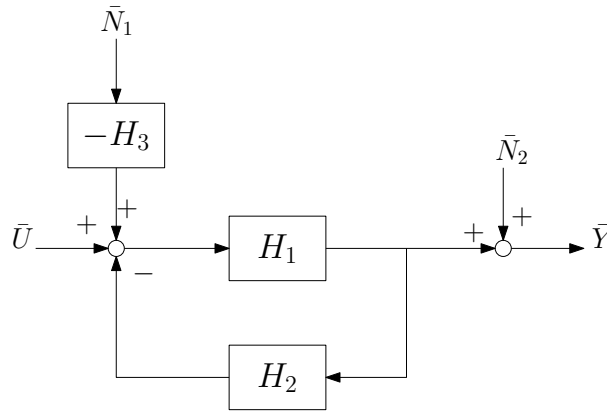 N̄₁
−H₃
N̄₂
+
+
+
Ū
+
H₁
+
Ȳ
−
H₂